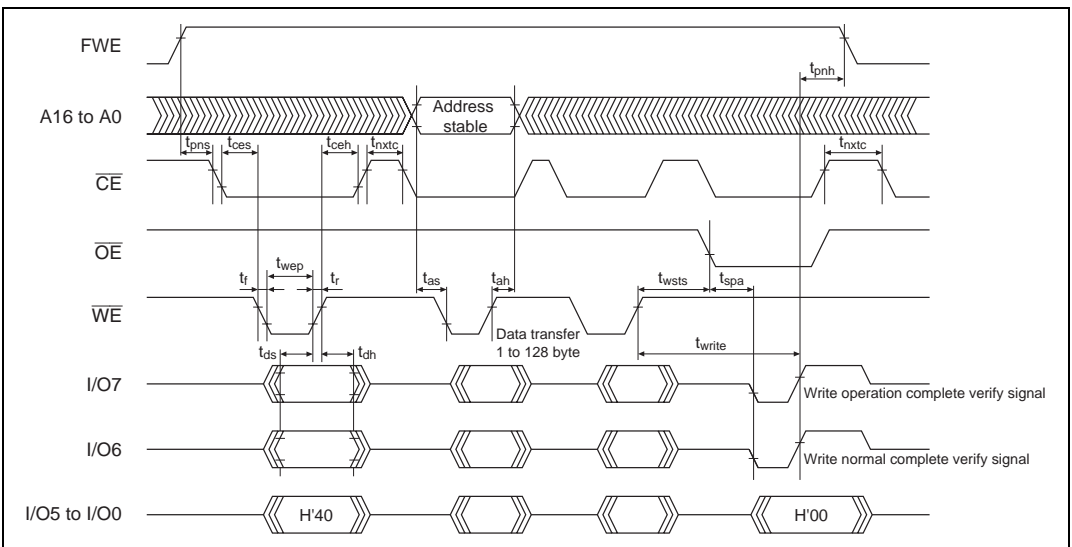 FWE
tpnh
A16 to A0
Address
stable
tpns
tces
tceh
tnxtc
tnxtc
CE
OE
twep
tf
tr
tas
tah
twsts
tspa
WE
Data transfer
1 to 128 byte
tds
tdh
twrite
I/O7
Write operation complete verify signal
I/O6
Write normal complete verify signal
I/O5 to I/O0
H'40
H'00